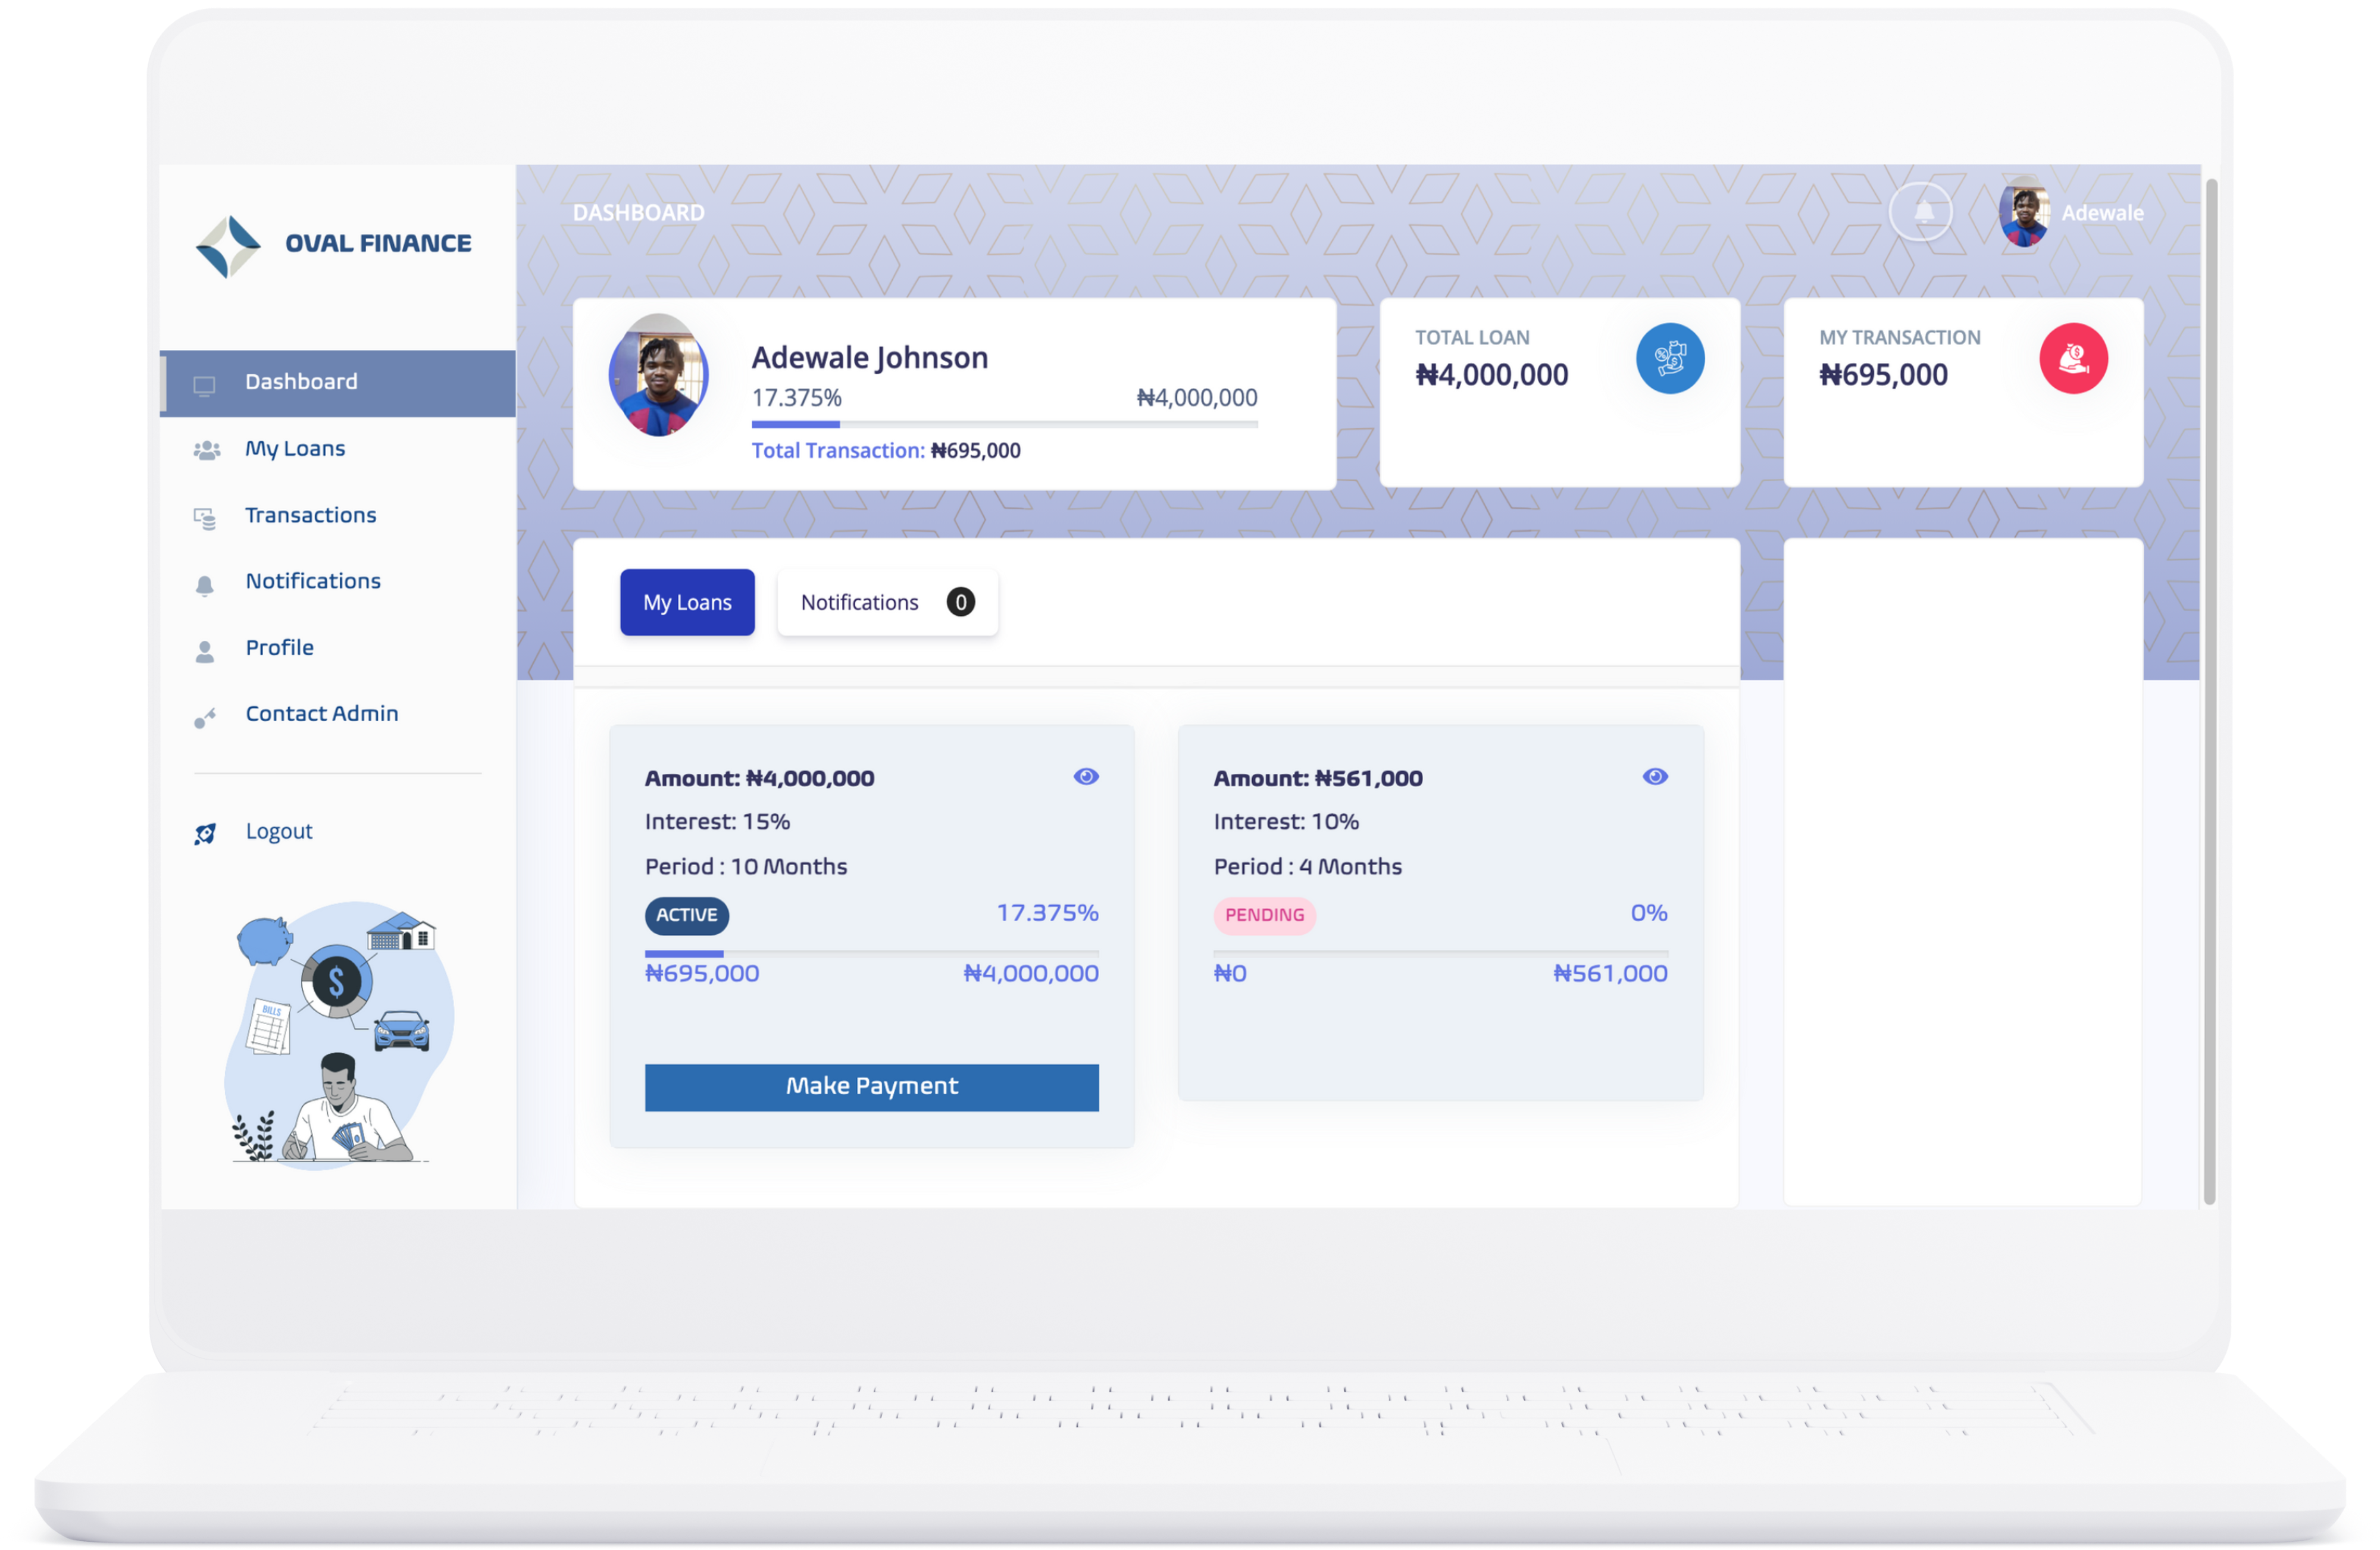 OVAL FINANCE
Dashboard
My Loans
Transactions
Notifications
Profile
Contact Admin
Logout
BILLS
$
DASHBOARD
Adewale
Adewale Johnson
17.375% ₦4,000,000
Total Transaction: ₦695,000
TOTAL LOAN
₦4,000,000
MY TRANSACTION
₦695,000
My Loans
Notifications 0
Amount: ₦4,000,000
Interest: 15%
Period : 10 Months
ACTIVE 17.375%
₦695,000 ₦4,000,000
Make Payment
Amount: ₦561,000
Interest: 10%
Period : 4 Months
PENDING 0%
₦0 ₦561,000